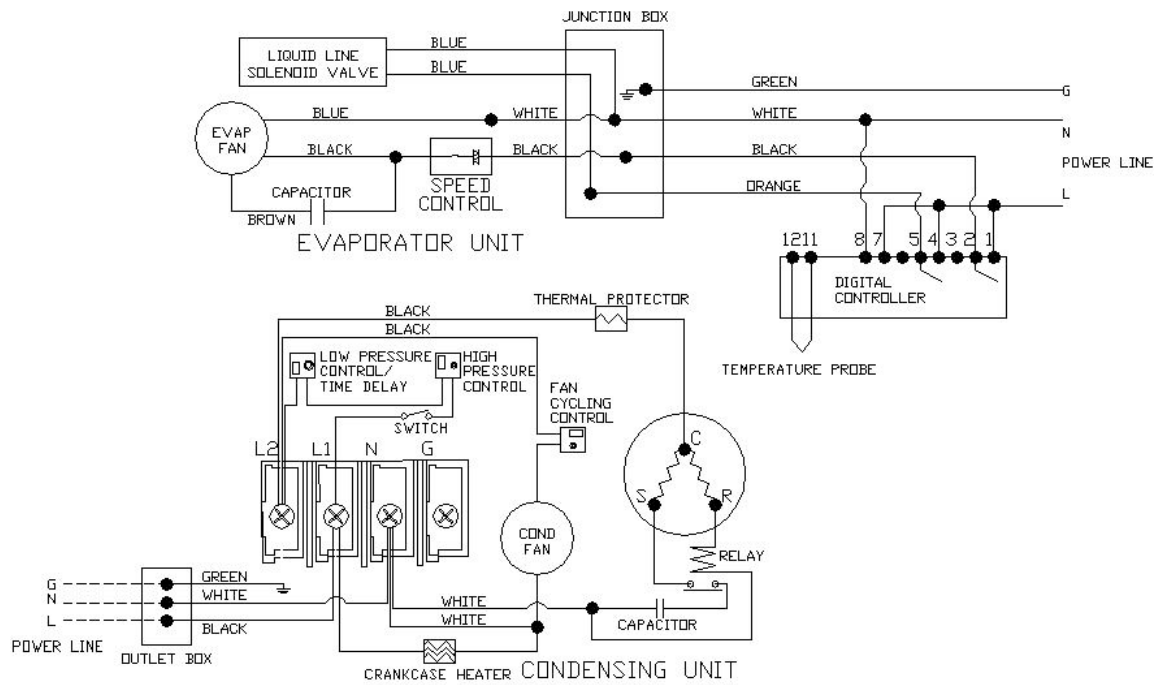 JUNCTION BOX
BLUE
LIQUID LINE
SOLENOID VALVE
BLUE
GREEN
G
BLUE
WHITE
WHITE
N
EVAP
FAN
BLACK
BLACK
BLACK
POWER LINE
SPEED
CONTROL
CAPACITOR
ORANGE
L
BROWN
EVAPORATOR UNIT
12 11 8 7 5 4 3 2 1
DIGITAL
CONTROLLER
TEMPERATURE PROBE
THERMAL PROTECTOR
BLACK
BLACK
LOW PRESSURE
CONTROL/
TIME DELAY
HIGH
PRESSURE
CONTROL
FAN
CYCLING
CONTROL
SWITCH
L2 L1 N G
C
S R
COND
FAN
RELAY
G
N
L
GREEN
WHITE
BLACK
POWER LINE
OUTLET BOX
WHITE
WHITE
CAPACITOR
CRANKCASE HEATER
CONDENSING UNIT